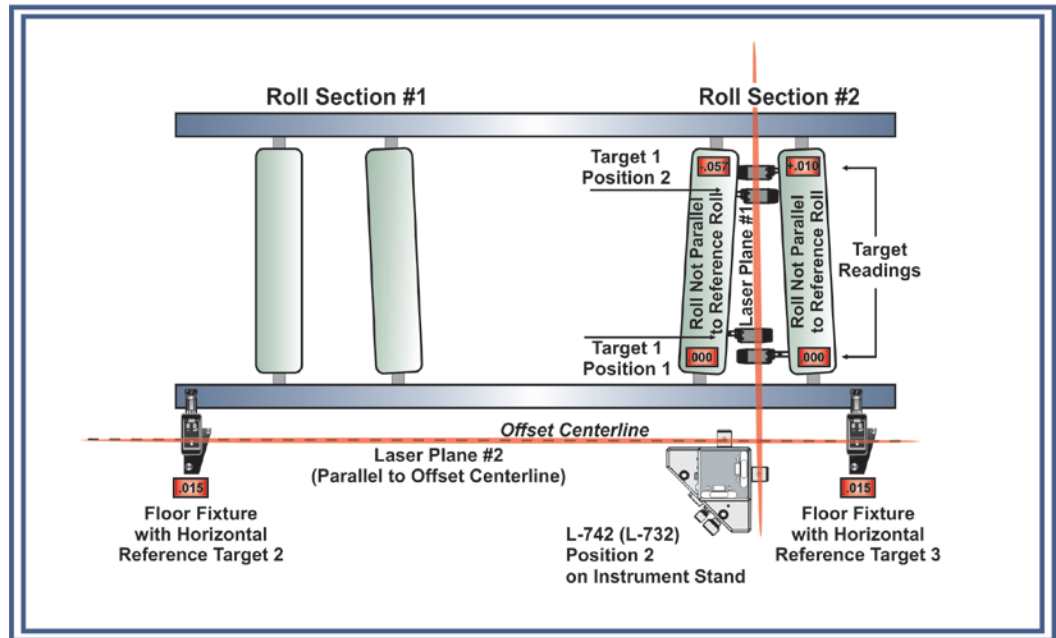 Roll Section #1
Roll Section #2
Target 1
Position 2
-.057
+.010
Roll Not Parallel
to Reference Roll
Laser Plane #1
Roll Not Parallel
to Reference Roll
Target
Readings
Target 1
Position 1
000
000
Offset Centerline
Laser Plane #2
(Parallel to Offset Centerline)
.015
.015
Floor Fixture
with Horizontal
Reference Target 2
L-742 (L-732)
Position 2
on Instrument Stand
Floor Fixture
with Horizontal
Reference Target 3